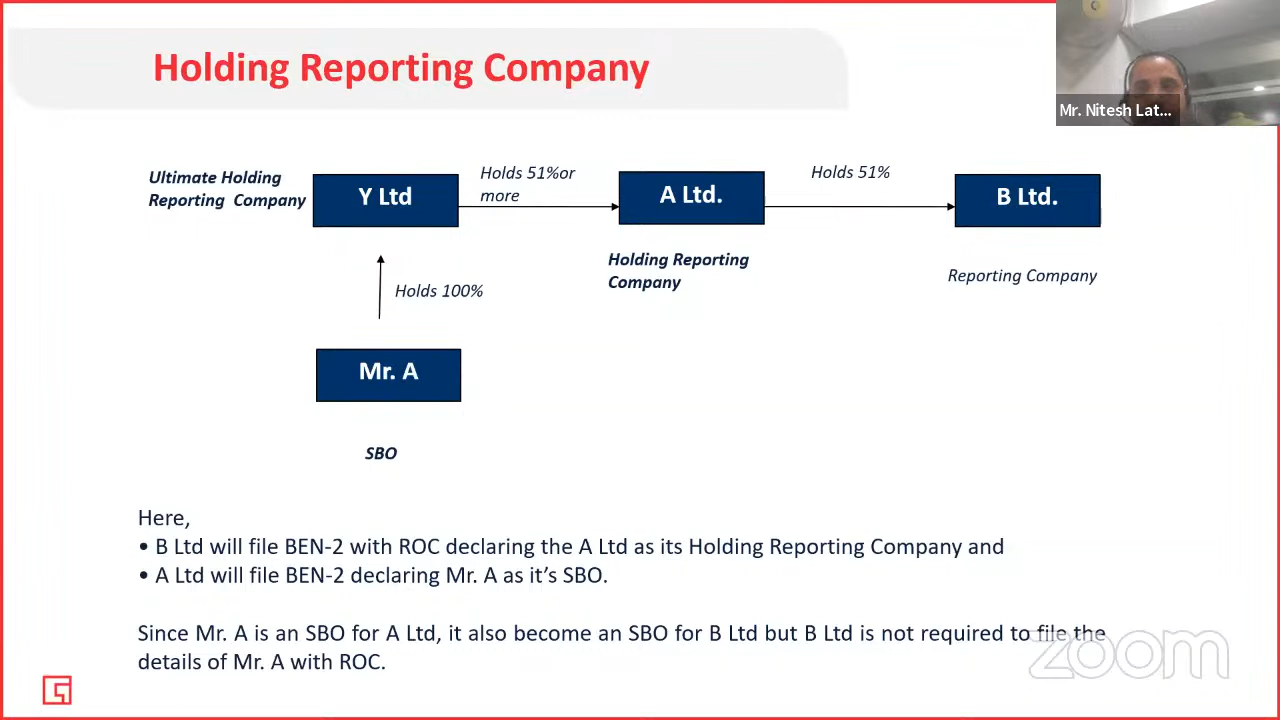 Holding Reporting Company
Mr. Nitesh Lat...
Ultimate Holding
Reporting Company
Y Ltd
Holds 51%or
more
A Ltd.
Holds 51%
B Ltd.
Holding Reporting
Company
Reporting Company
Holds 100%
Mr. A
SBO
Here,
• B Ltd will file BEN-2 with ROC declaring the A Ltd as its Holding Reporting Company and
• A Ltd will file BEN-2 declaring Mr. A as it’s SBO.
Since Mr. A is an SBO for A Ltd, it also become an SBO for B Ltd but B Ltd is not required to file the
details of Mr. A with ROC.
zoom